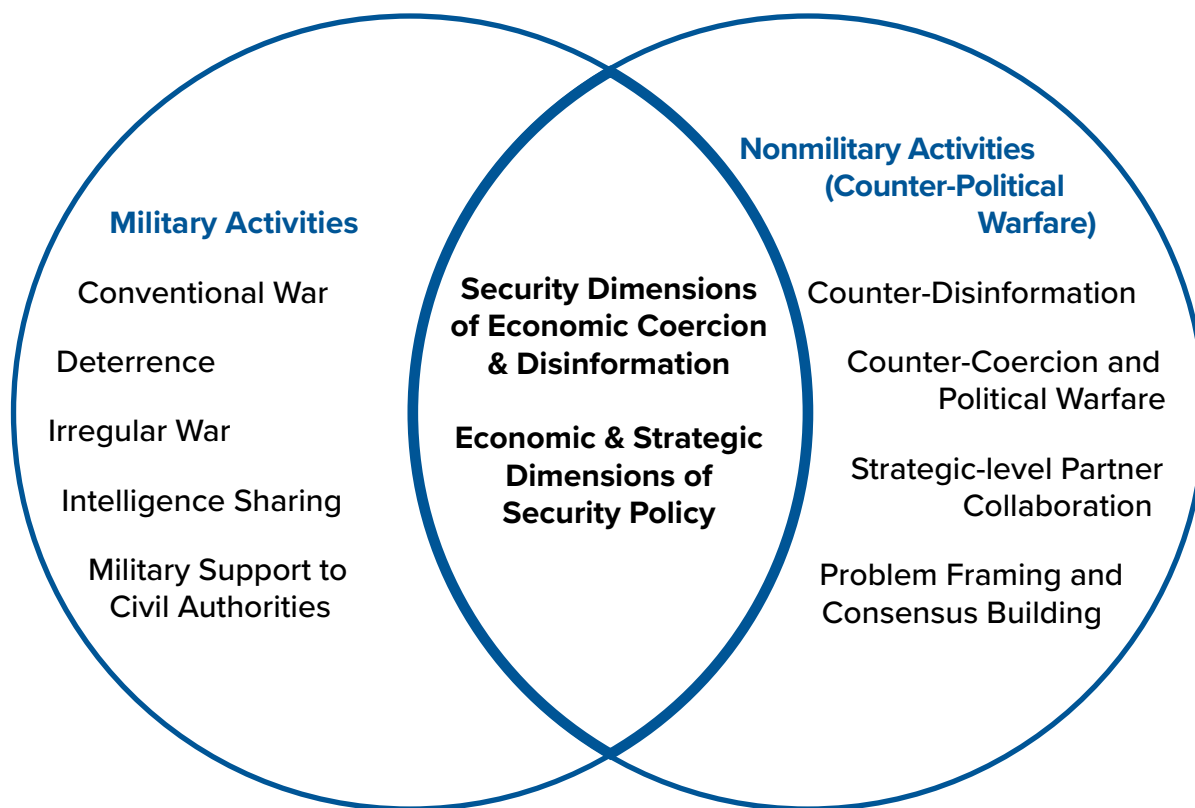 Military Activities
Conventional War
Deterrence
Irregular War
Intelligence Sharing
Military Support to
Civil Authorities
Security Dimensions
of Economic Coercion
& Disinformation
Economic & Strategic
Dimensions of
Security Policy
Nonmilitary Activities
(Counter-Political
Warfare)
Counter-Disinformation
Counter-Coercion and
Political Warfare
Strategic-level Partner
Collaboration
Problem Framing and
Consensus Building